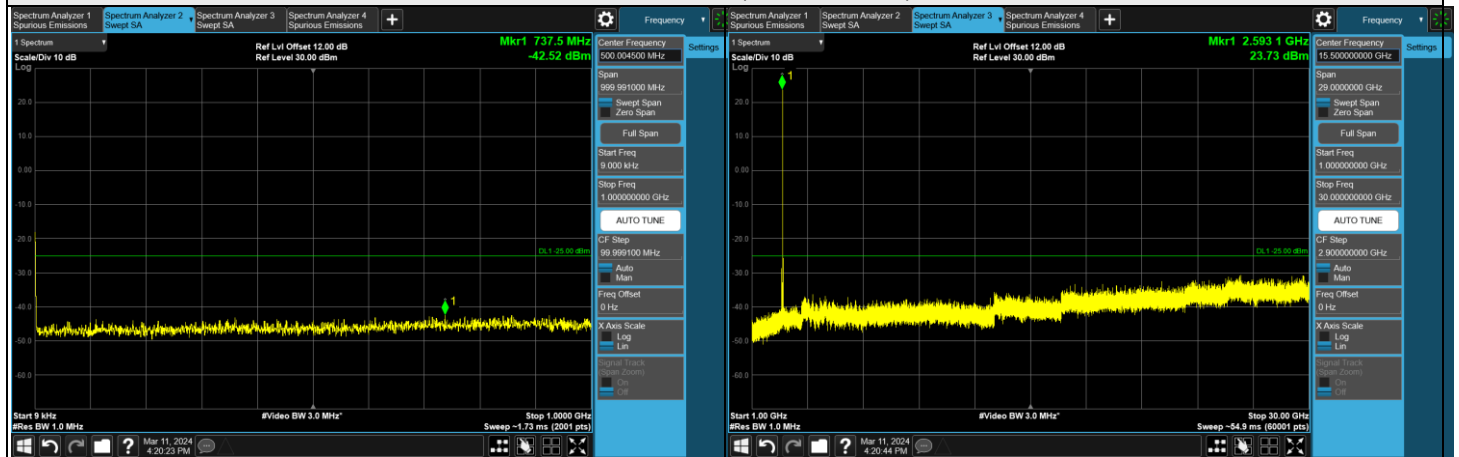 Spectrum Analyzer 1
Spurious Emissions
Spectrum Analyzer 2
Swept SA
Spectrum Analyzer 3
Swept SA
Spectrum Analyzer 4
Spurious Emissions
Frequency
1 Spectrum
Scale/Div 10 dB
Log
Ref Lvl Offset 12.00 dB
Ref Level 30.00 dBm
Mkr1 737.5 MHz
-42.52 dBm
20.0
10.0
0.00
-10.0
-20.0
-30.0
-40.0
-50.0
-60.0
DL1 -25.00 dBm
1
Start 9 kHz
#Res BW 1.0 MHz
#Video BW 3.0 MHz*
Stop 1.0000 GHz
Sweep ~1.73 ms (2001 pts)
Center Frequency
500.004500 MHz
Settings
Span
999.991000 MHz
Swept Span
Zero Span
Full Span
Start Freq
9.000 kHz
Stop Freq
1.000000000 GHz
AUTO TUNE
CF Step
99.999100 MHz
Auto
Man
Freq Offset
0 Hz
X Axis Scale
Log
Lin
Signal Track
(Span Zoom)
On
Off
?
Mar 11, 2024
4:20:23 PM
Spectrum Analyzer 1
Spurious Emissions
Spectrum Analyzer 2
Swept SA
Spectrum Analyzer 3
Swept SA
Spectrum Analyzer 4
Spurious Emissions
Frequency
1 Spectrum
Scale/Div 10 dB
Log
Ref Lvl Offset 12.00 dB
Ref Level 30.00 dBm
Mkr1 2.593 1 GHz
23.73 dBm
1
20.0
10.0
0.00
-10.0
-20.0
-30.0
-40.0
-50.0
-60.0
DL1 -25.00 dBm
Start 1.00 GHz
#Res BW 1.0 MHz
#Video BW 3.0 MHz*
Stop 30.00 GHz
Sweep ~54.9 ms (60001 pts)
Center Frequency
15.500000000 GHz
Settings
Span
29.0000000 GHz
Swept Span
Zero Span
Full Span
Start Freq
1.000000000 GHz
Stop Freq
30.000000000 GHz
AUTO TUNE
CF Step
2.900000000 GHz
Auto
Man
Freq Offset
0 Hz
X Axis Scale
Log
Lin
Signal Track
(Span Zoom)
On
Off
?
Mar 11, 2024
4:20:44 PM